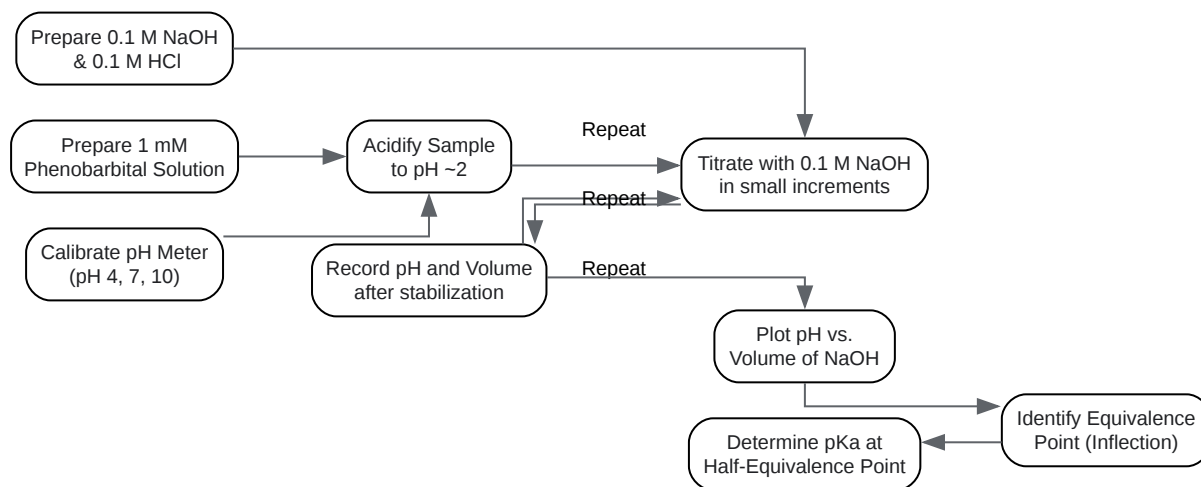 Prepare 0.1 M NaOH
& 0.1 M HCl
Prepare 1 mM
Phenobarbital Solution
Acidify Sample
to pH ~2
Repeat
Titrate with 0.1 M NaOH
in small increments
Repeat
Calibrate pH Meter
(pH 4, 7, 10)
Record pH and Volume
after stabilization
Repeat
Plot pH vs.
Volume of NaOH
Identify Equivalence
Point (Inflection)
Determine pKa at
Half-Equivalence Point